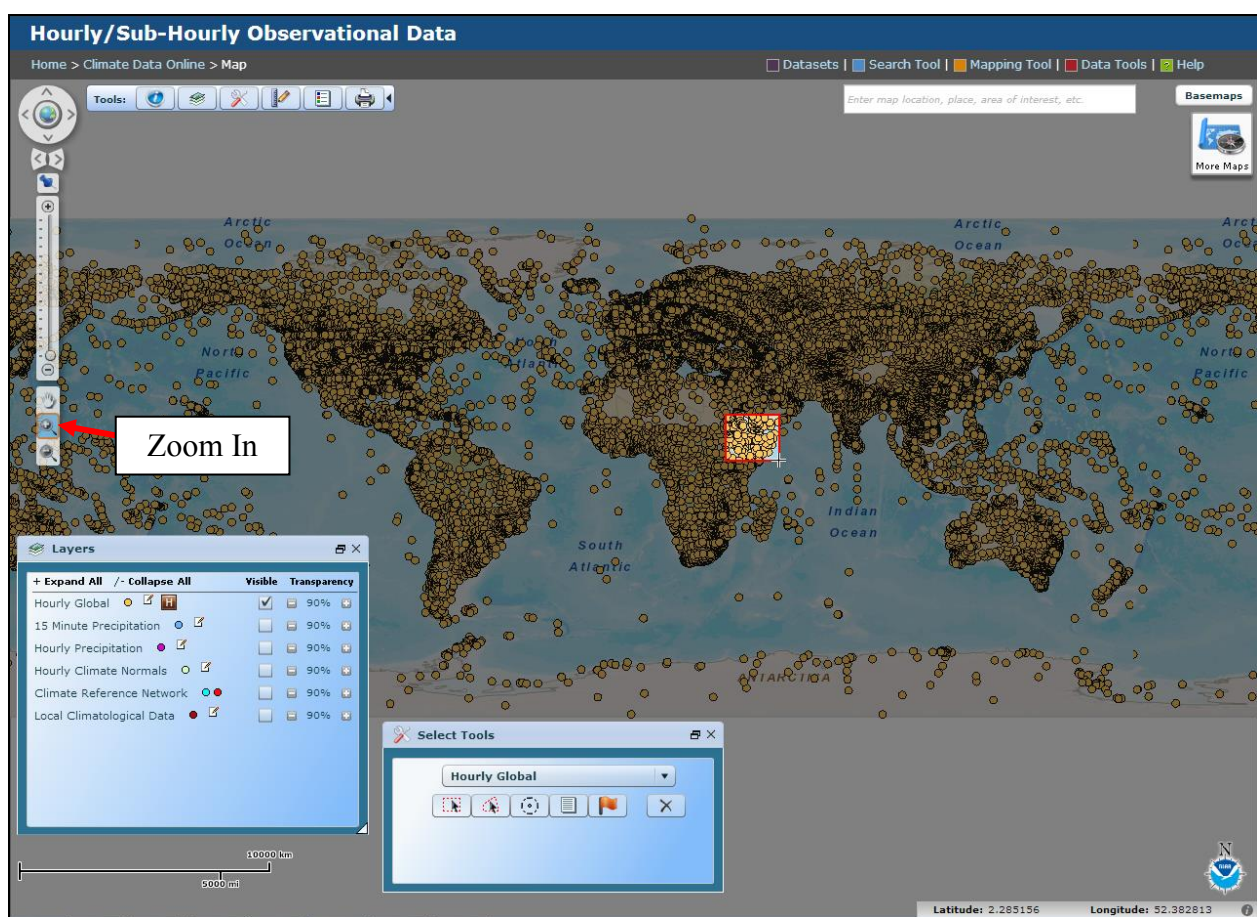 Hourly/Sub-Hourly Observational Data
Home > Climate Data Online > Map
Datasets | Search Tool | Mapping Tool | Data Tools | ? Help
Tools:
Enter map location, place, area of interest, etc.
Basemaps
More Maps
Arctic
Ocean
Arctic
Ocean
Arct
North
Pacific
North
Pacific
Zoom In
Indian
Ocean
South
Atlantic
ANTARCTICA
Layers
+ Expand All /- Collapse All Visible Transparency
Hourly Global H 90%
15 Minute Precipitation 90%
Hourly Precipitation 90%
Hourly Climate Normals 90%
Climate Reference Network 90%
Local Climatological Data 90%
Select Tools
Hourly Global
10000 km
5000 mi
N
NOAA
Latitude: 2.285156 Longitude: 52.382813